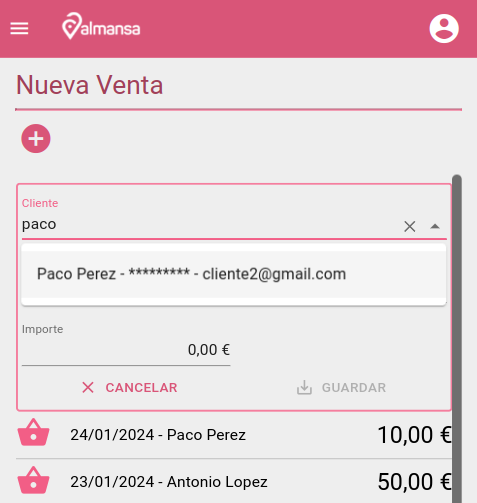 almansa
Nueva Venta
Cliente
paco
Paco Perez - ********* - cliente2@gmail.com
Importe
0,00 €
CANCELAR
GUARDAR
24/01/2024 - Paco Perez 10,00 €
23/01/2024 - Antonio Lopez 50,00 €